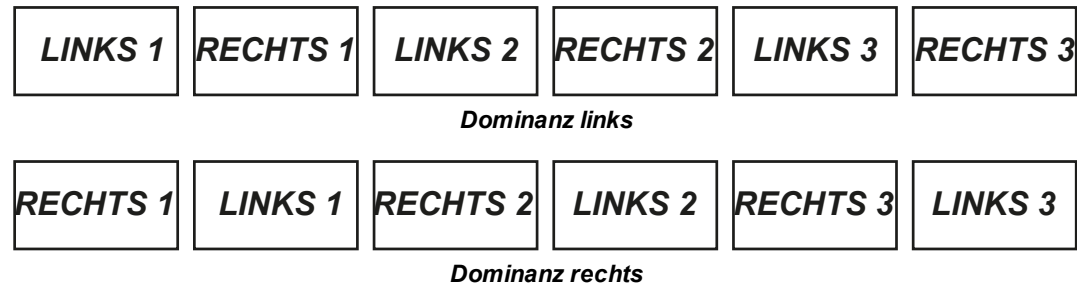 LINKS 1 RECHTS 1 LINKS 2 RECHTS 2 LINKS 3 RECHTS 3
Dominanz links
RECHTS 1 LINKS 1 RECHTS 2 LINKS 2 RECHTS 3 LINKS 3
Dominanz rechts